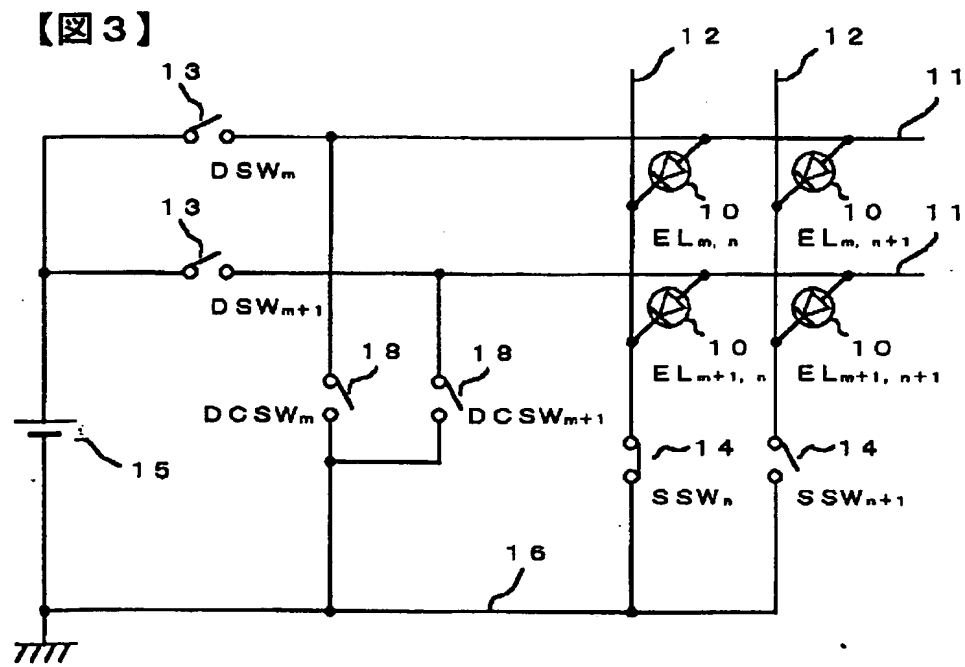 【図3】
12 12
13
11
DSWm
10 10
ELm, n ELm, n+1
13
11
DSWm+1
18 18
10 10
ELm+1, n ELm+1, n+1
DCSWm DCSWm+1
15
14 14
SSWn SSWn+1
16